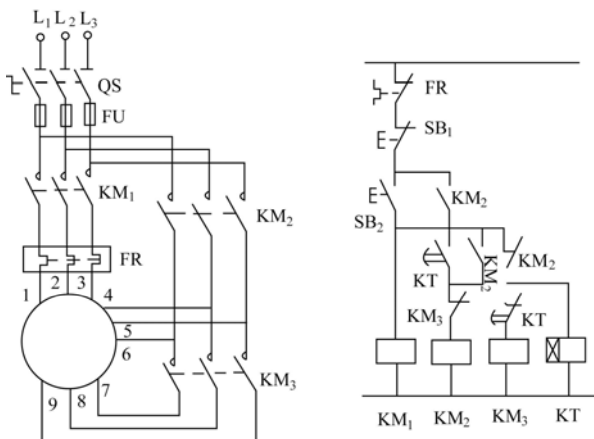 L1 L2 L3
QS
FU
KM1
KM2
FR
1 2 3 4
5
6
7
8
9
KM3
FR
SB1
SB2
KM2
KT
KM2
KM2
KM3
KT
KM1 KM2 KM3 KT